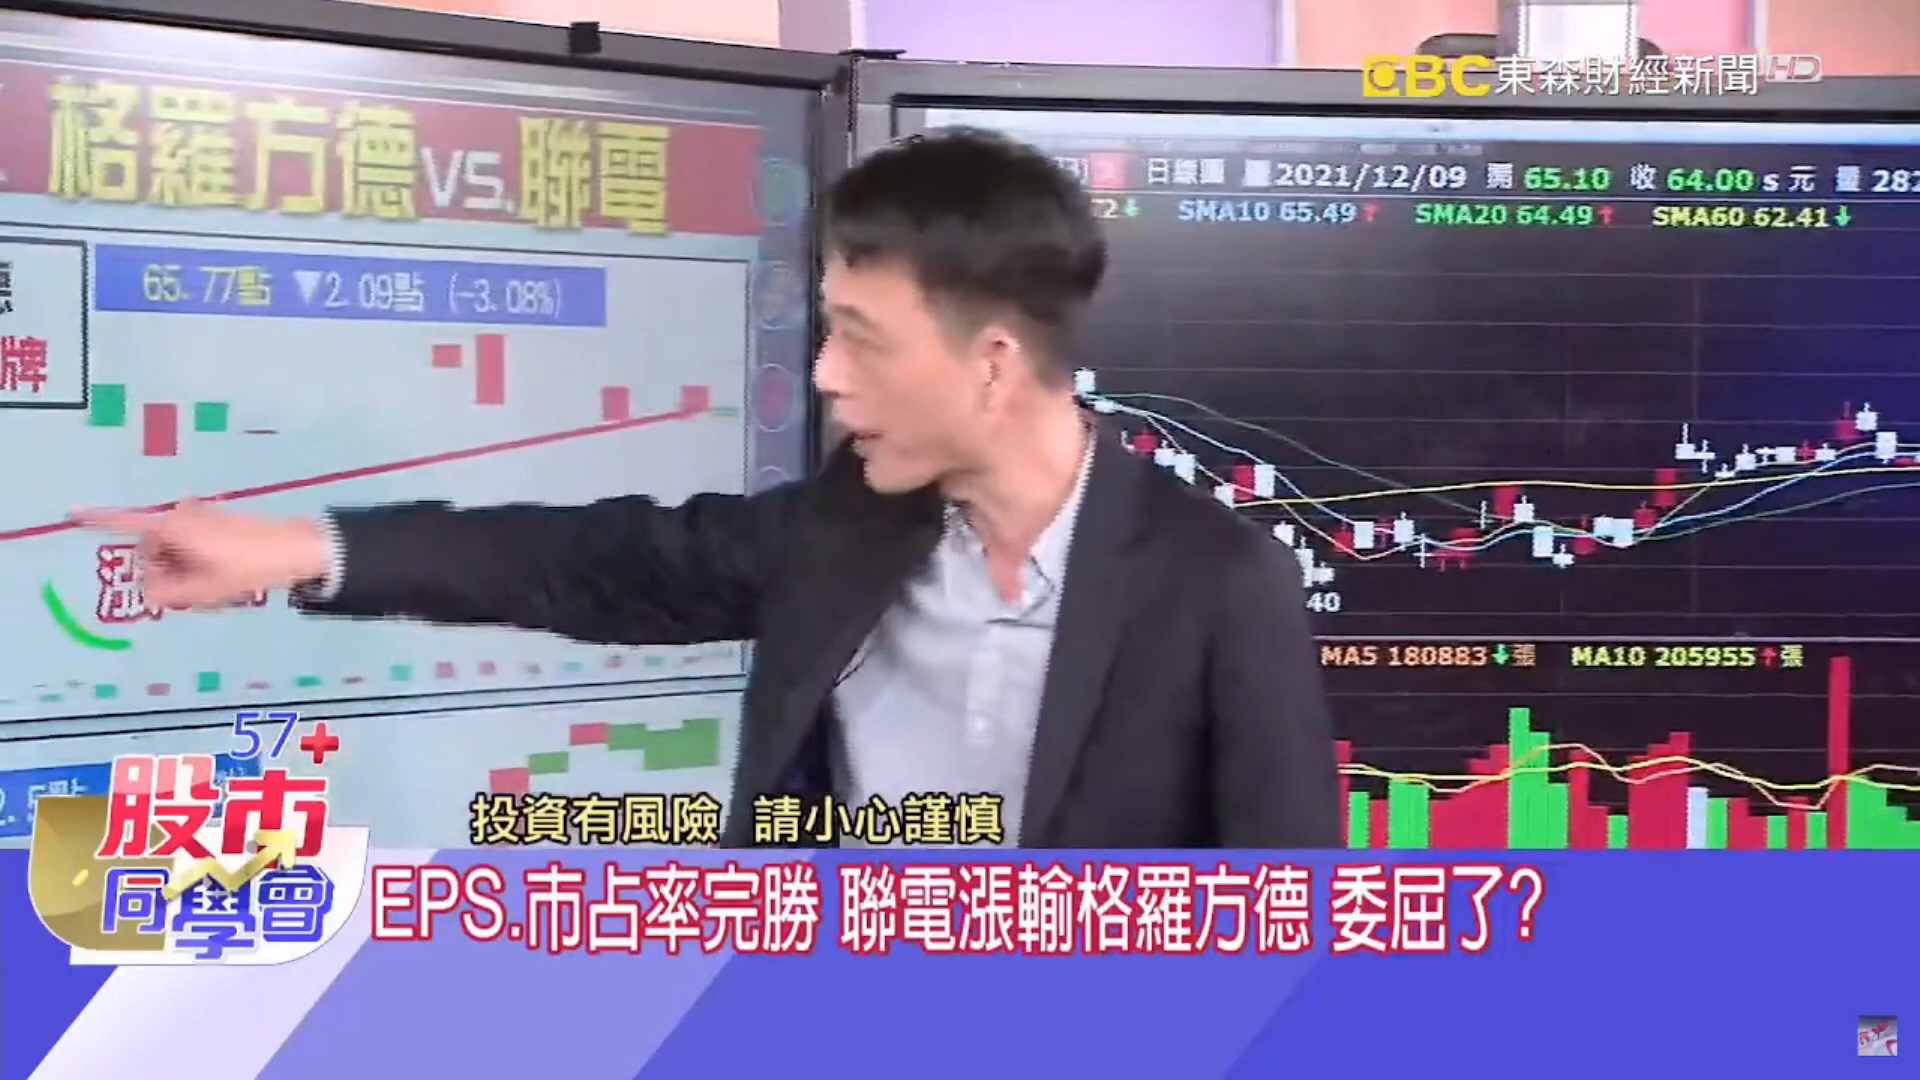 EBC東森財經新聞HD
格羅方德VS.聯電
日線圖 2021/12/09 開 65.10 收 64.00 s 元 量 282
SMA10 65.49↑ SMA20 64.49↑ SMA60 62.41↓
65.77點 ▼2.09點 (-3.08%)
牌
漲
40
MA5 180883↓張 MA10 205955↑張
57+
股市
同學會
投資有風險 請小心謹慎
EPS.市占率完勝 聯電漲輸格羅方德 委屈了?